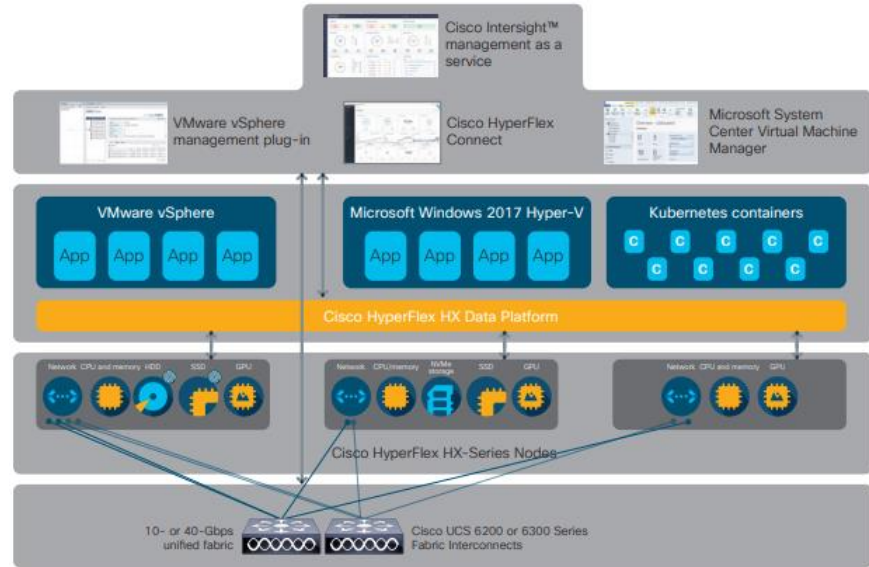 Cisco Intersight™
management as a
service
VMware vSphere
management plug-in
Cisco HyperFlex
Connect
Microsoft System
Center Virtual Machine
Manager
VMware vSphere
App App App App
Microsoft Windows 2017 Hyper-V
App App App App
Kubernetes containers
C C C C C
C C C C
Cisco HyperFlex HX Data Platform
Network CPU and memory HDD SSD GPU
Network CPU/memory NVMe storage SSD GPU
Network CPU and memory GPU
Cisco HyperFlex HX-Series Nodes
10- or 40-Gbps
unified fabric
Cisco UCS 6200 or 6300 Series
Fabric Interconnects